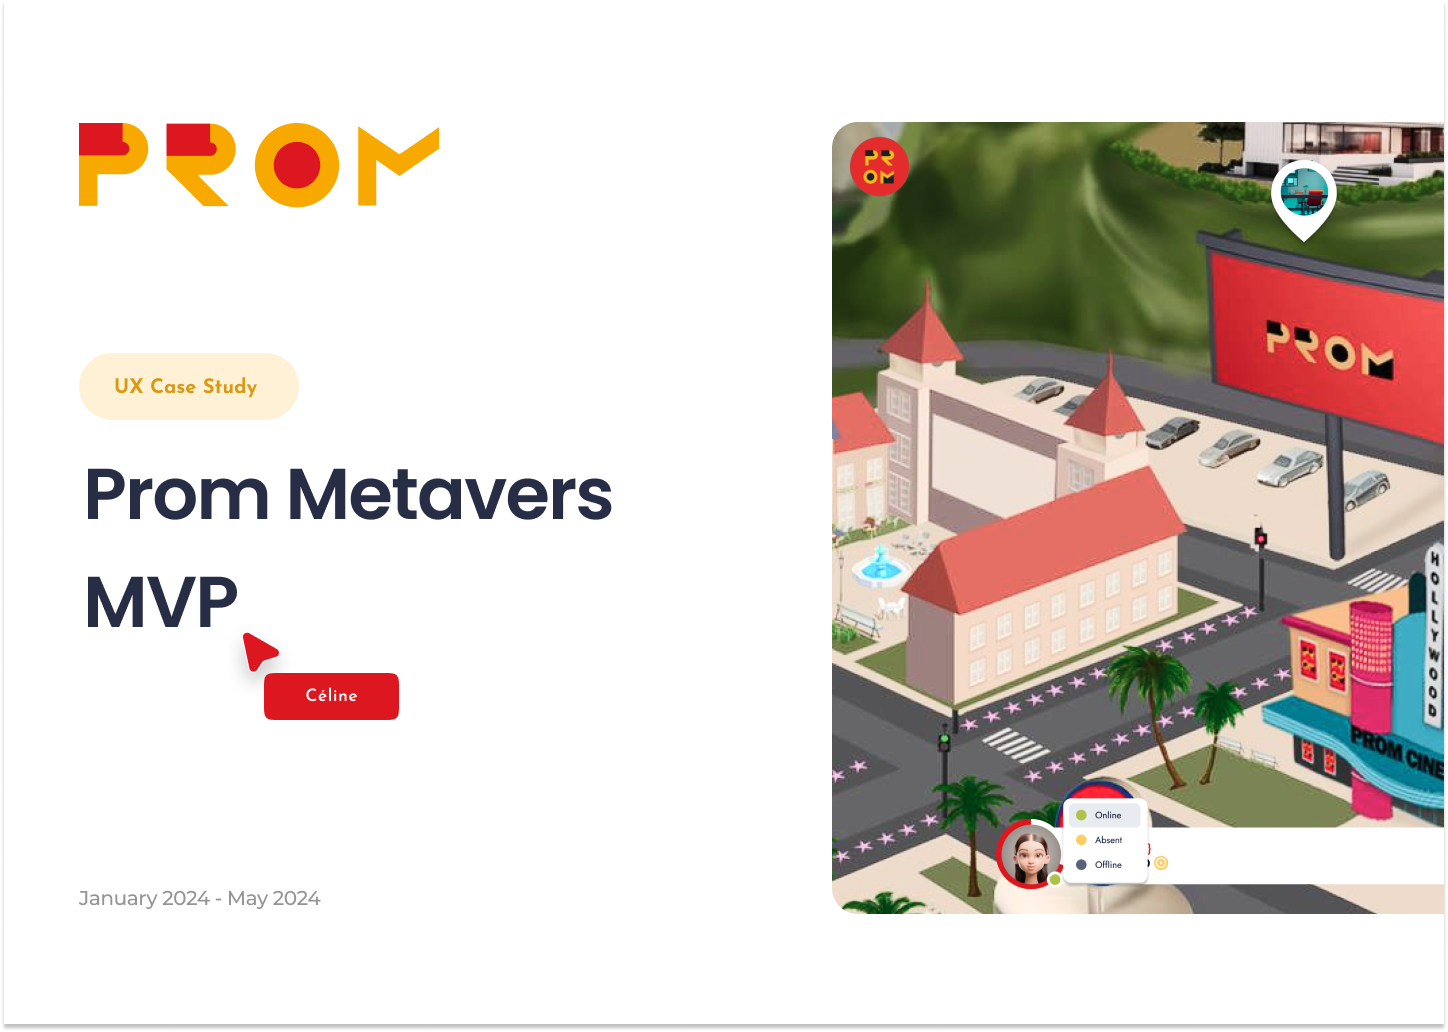 PROM
UX Case Study
Prom Metavers
MVP
Céline
January 2024 - May 2024
PR
OM
PROM
HOLLYWOOD
PROM CINE
Online
Absent
Offline